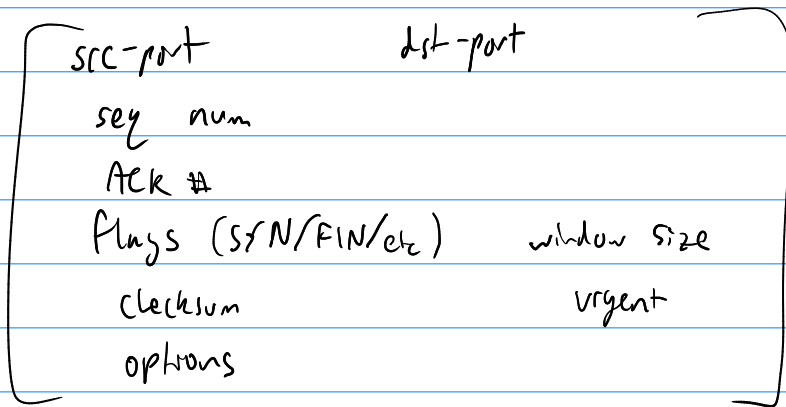 src-port dst-port
seq num
Ack #
flags (SYN/FIN/etc) window size
checksum urgent
options